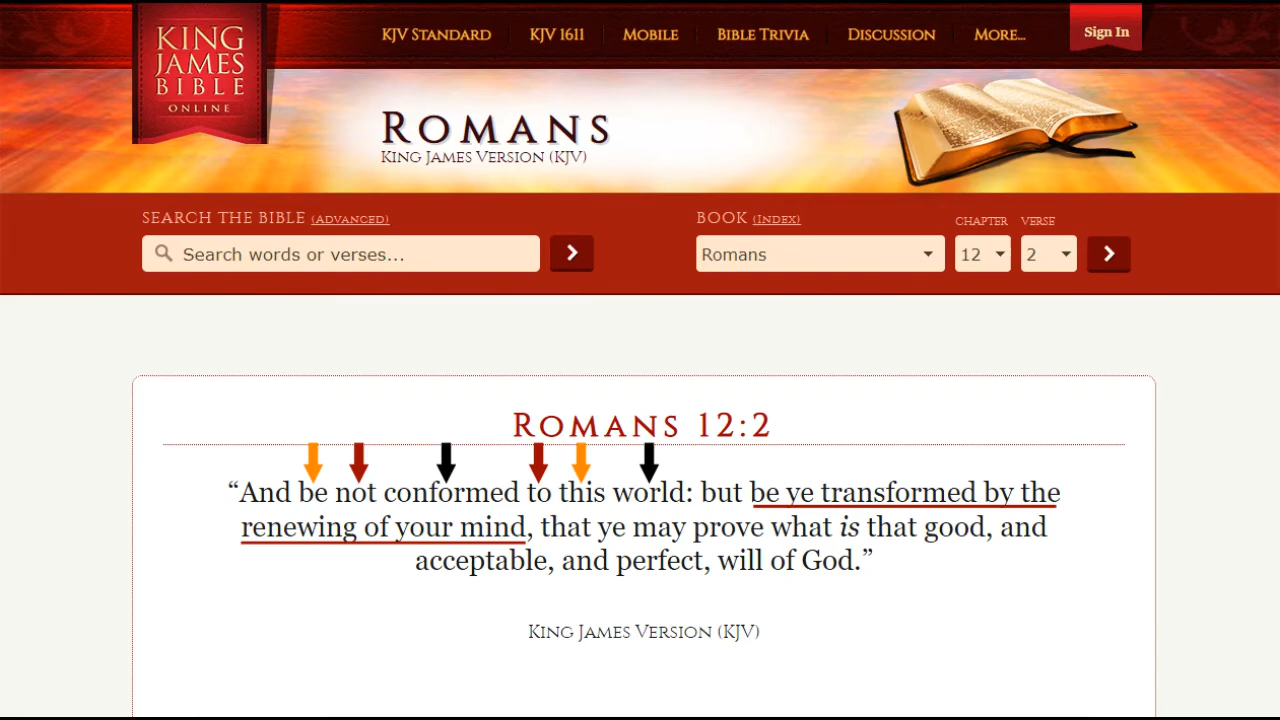 KING
JAMES
BIBLE
ONLINE
KJV STANDARD KJV 1611 MOBILE BIBLE TRIVIA DISCUSSION MORE... Sign In
ROMANS
KING JAMES VERSION (KJV)
SEARCH THE BIBLE (ADVANCED) BOOK (INDEX) CHAPTER VERSE
Search words or verses... Romans 12 2
ROMANS 12:2
“And be not conformed to this world: but be ye transformed by the
renewing of your mind, that ye may prove what is that good, and
acceptable, and perfect, will of God.”
KING JAMES VERSION (KJV)